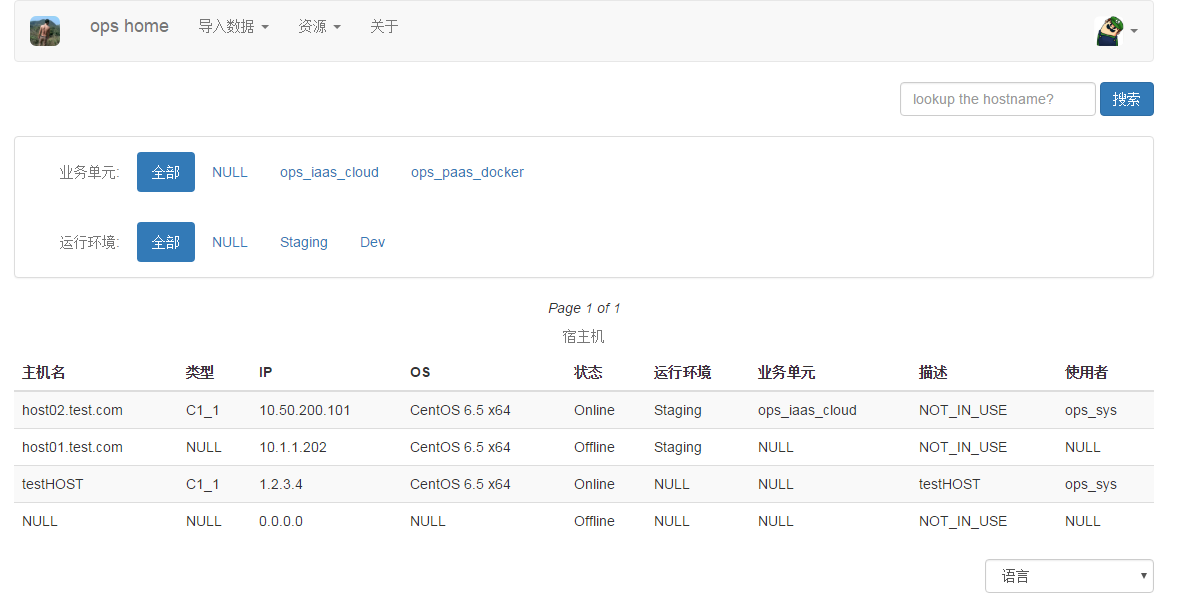 ops home 导入数据 资源 关于
lookup the hostname? 搜索
业务单元: 全部 NULL ops_iaas_cloud ops_paas_docker
运行环境: 全部 NULL Staging Dev
Page 1 of 1
宿主机
主机名 类型 IP OS 状态 运行环境 业务单元 描述 使用者
host02.test.com C1_1 10.50.200.101 CentOS 6.5 x64 Online Staging ops_iaas_cloud NOT_IN_USE ops_sys
host01.test.com NULL 10.1.1.202 CentOS 6.5 x64 Offline Staging NULL NOT_IN_USE NULL
testHOST C1_1 1.2.3.4 CentOS 6.5 x64 Online NULL NULL testHOST ops_sys
NULL NULL 0.0.0.0 NULL Offline NULL NULL NOT_IN_USE NULL
语言